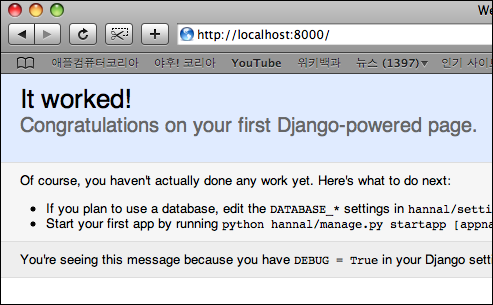 We
http://localhost:8000/
애플컴퓨터코리아 야후! 코리아 YouTube 위키백과 뉴스 (1397)▾ 인기 사이트
It worked!
Congratulations on your first Django-powered page.
Of course, you haven't actually done any work yet. Here's what to do next:
• If you plan to use a database, edit the DATABASE_* settings in hannal/setti
• Start your first app by running python hannal/manage.py startapp [appna
You're seeing this message because you have DEBUG = True in your Django setti